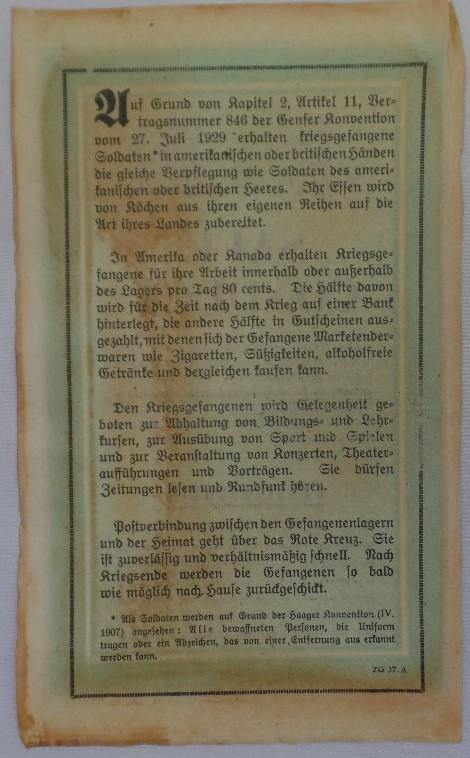 Auf Grund von Kapitel 2, Artikel 11, Ver-
tragsnummer 846 der Genfer Konvention
vom 27. Juli 1929 erhalten kriegsgefangene
Soldaten* in amerikanischen oder britischen Händen
die gleiche Verpflegung wie Soldaten des ameri-
kanischen oder britischen Heeres. Ihr Essen wird
von Köchen aus ihren eigenen Reihen auf die
Art ihres Landes zubereitet.
In Amerika oder Kanada erhalten Kriegsge-
fangene für ihre Arbeit innerhalb oder außerhalb
des Lagers pro Tag 80 cents. Die Hälfte davon
wird für die Zeit nach dem Krieg auf einer Bank
hinterlegt, die andere Hälfte in Gutscheinen aus-
gezahlt, mit denen sich der Gefangene Marketender-
waren wie Zigaretten, Süßigkeiten, alkoholfreie
Getränke und dergleichen kaufen kann.
Den Kriegsgefangenen wird Gelegenheit ge-
boten zur Abhaltung von Bildungs- und Lehr-
kursen, zur Ausübung von Sport und Spielen
und zur Veranstaltung von Konzerten, Theater-
aufführungen und Vorträgen. Sie dürfen
Zeitungen lesen und Rundfunk hören.
Postverbindung zwischen den Gefangenenlagern
und der Heimat geht über das Rote Kreuz. Sie
ist zuverlässig und verhältnismäßig schnell. Nach
Kriegsende werden die Gefangenen so bald
wie möglich nach Hause zurückgeschickt.
* Als Soldaten werden auf Grund der Haager Konvention (IV.
1907) angesehen: Alle bewaffneten Personen, die Uniform
tragen oder ein Abzeichen, das von einer Entfernung aus erkannt
werden kann.
ZG 37 A